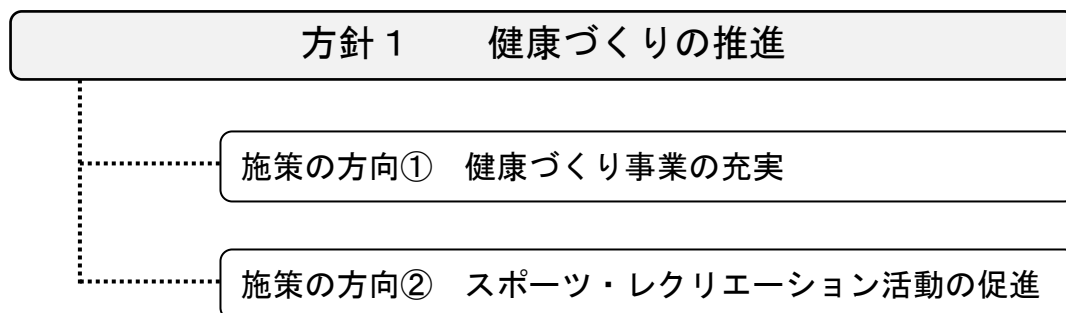 方針１　　健康づくりの推進
施策の方向①　健康づくり事業の充実
施策の方向②　スポーツ・レクリエーション活動の促進